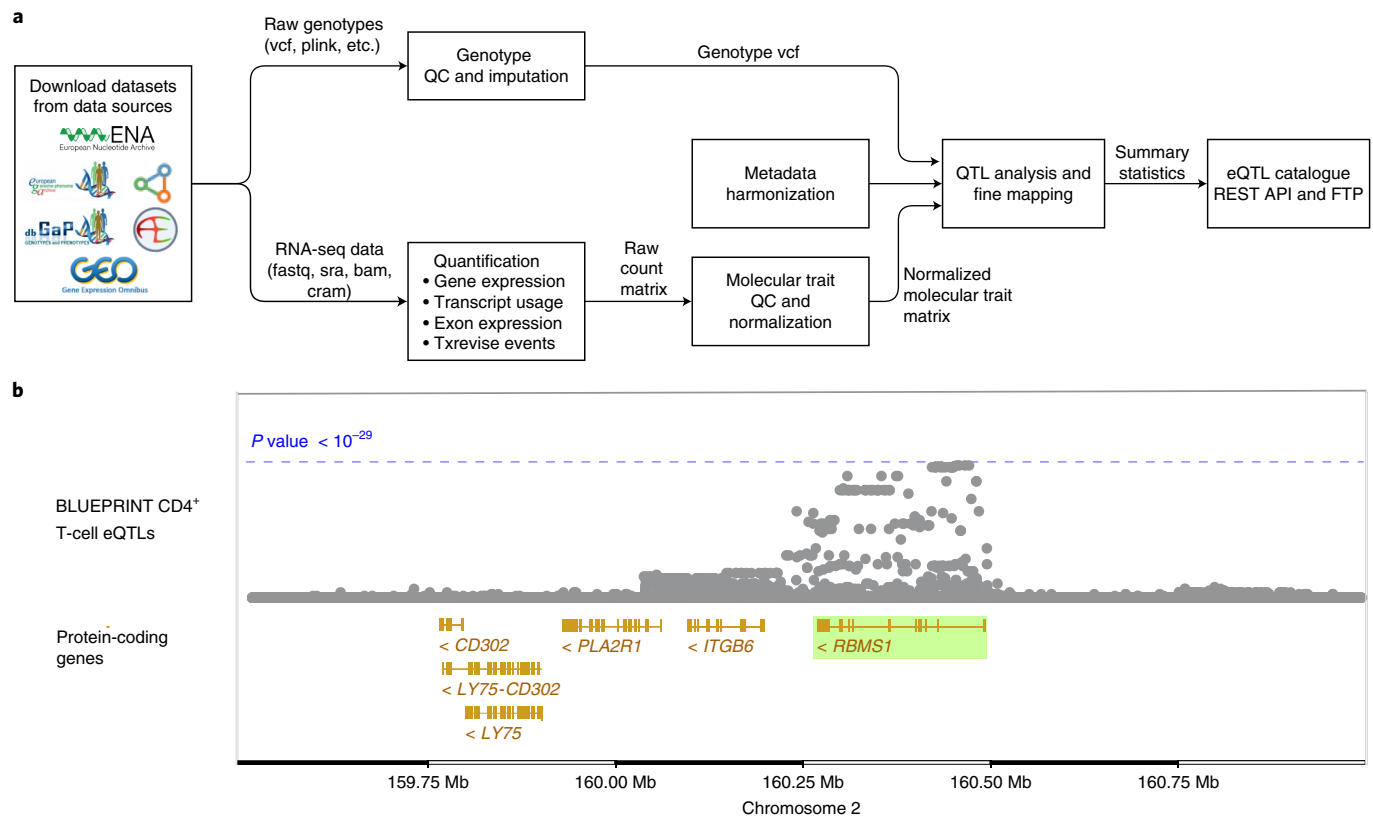 a
Raw genotypes
(vcf, plink, etc.)
Genotype
QC and imputation
Genotype vcf
Download datasets
from data sources
ENA
European Nucleotide Archive
european
genome-phenome
archive
dbGaP
GENOTYPES and PHENOTYPES
GEO
Gene Expression Omnibus
Metadata
harmonization
QTL analysis and
fine mapping
Summary
statistics
eQTL catalogue
REST API and FTP
RNA-seq data
(fastq, sra, bam,
cram)
Quantification
• Gene expression
• Transcript usage
• Exon expression
• Txrevise events
Raw
count
matrix
Molecular trait
QC and
normalization
Normalized
molecular trait
matrix
b
P value < 10⁻²⁹
BLUEPRINT CD4⁺
T-cell eQTLs
Protein-coding
genes
< CD302
< PLA2R1
< ITGB6
< RBMS1
< LY75-CD302
< LY75
159.75 Mb
160.00 Mb
160.25 Mb
160.50 Mb
160.75 Mb
Chromosome 2